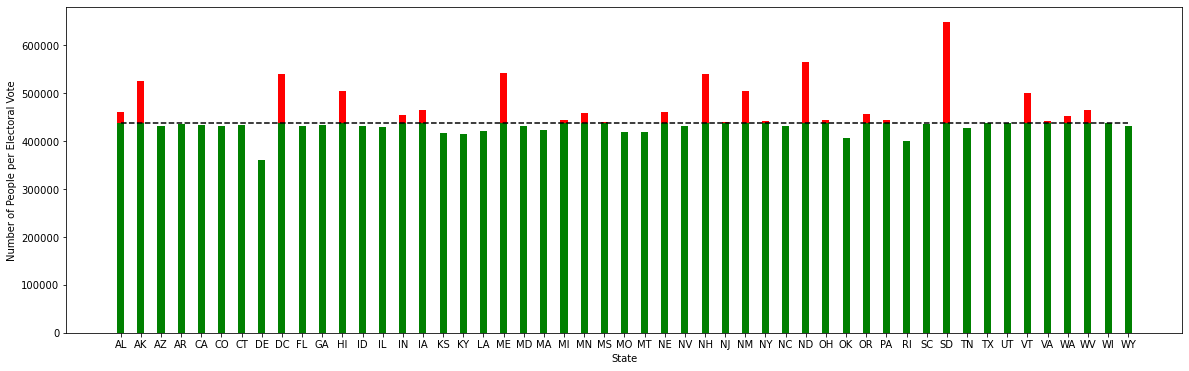 Number of People per Electoral Vote
600000
500000
400000
300000
200000
100000
0
AL AK AZ AR CA CO CT DE DC FL GA HI ID IL IN IA KS KY LA ME MD MA MI MN MS MO MT NE NV NH NJ NM NY NC ND OH OK OR PA RI SC SD TN TX UT VT VA WA WV WI WY
State